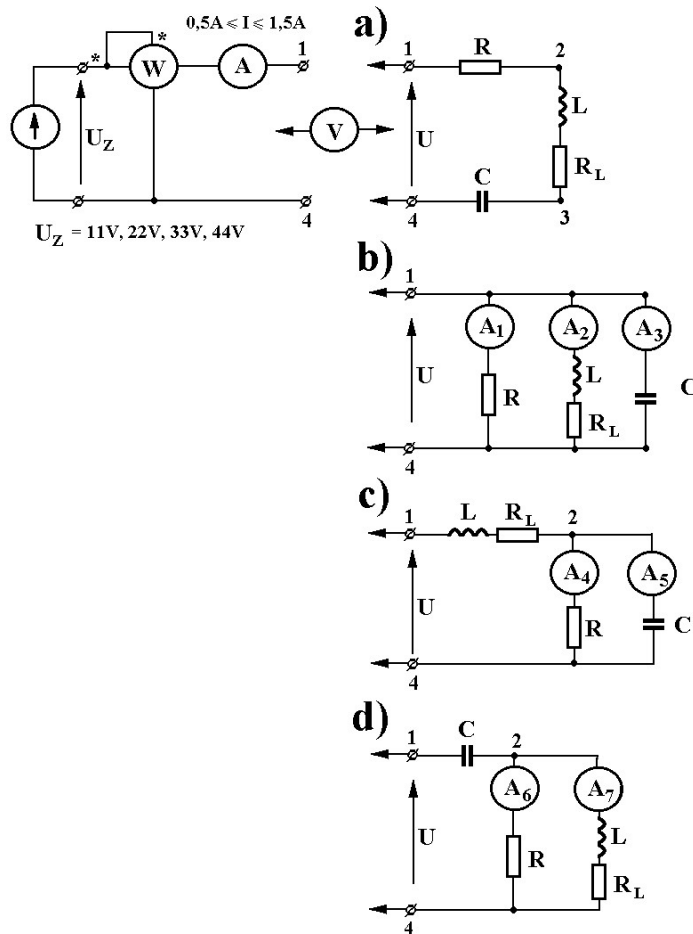 0,5A ⩽ I ⩽ 1,5A
* * W A 1
U_Z
V
4
U_Z = 11V, 22V, 33V, 44V
a)
1 R 2
L
U
R_L
C
4 3
b)
1
A_1 A_2 A_3
U L
R C
R_L
4
c)
1 L R_L 2
A_4 A_5
U
R C
4
d)
1 C 2
A_6 A_7
U L
R
R_L
4